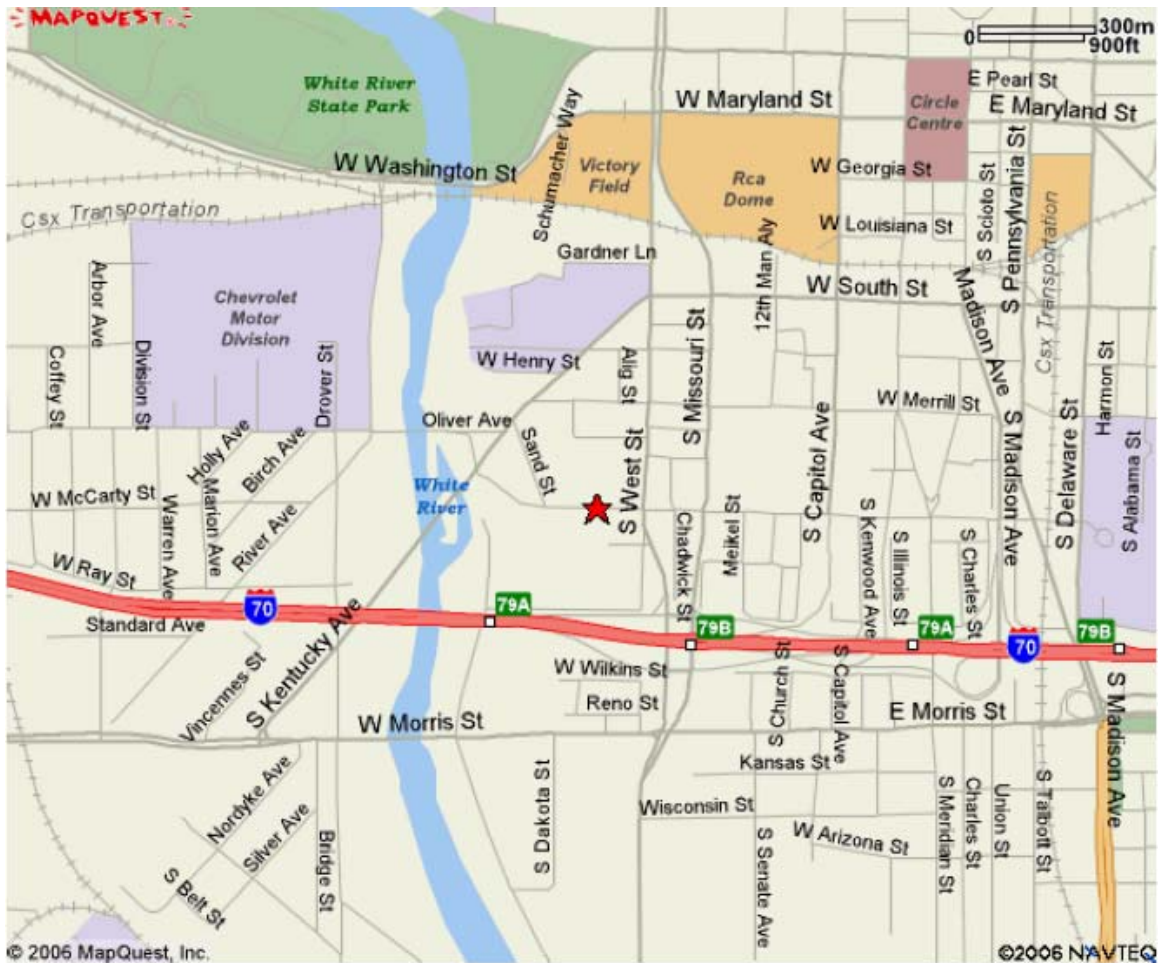 MAPQUEST.
300m
0
900ft
White River
State Park
W Maryland St
E Pearl St
E Maryland St
Circle
Centre
Schumacher Way
W Washington St
Victory
Field
Rca
Dome
W Georgia St
S Scioto St
S Pennsylvania St
Csx Transportation
Csx Transportation
W Louisiana St
Gardner Ln
12th Man Aly
W South St
Madison Ave
Arbor Ave
Chevrolet
Motor
Division
Coffey St
Division St
Drover St
W Henry St
Alig St
S Missouri St
Harmon St
W Merrill St
Oliver Ave
Holly Ave
Birch Ave
Sand St
S West St
S Capitol Ave
S Madison Ave
S Delaware St
S Alabama St
W McCarty St
Warren Ave
Marion Ave
River Ave
White
River
Chadwick St
Meikel St
S Kenwood Ave
S Illinois St
S Charles St
W Ray St
70
79A
79B
79A
70
79B
Standard Ave
Vincennes St
S Kentucky Ave
W Wilkins St
Reno St
S Church St
S Capitol Ave
E Morris St
W Morris St
S Madison Ave
Nordyke Ave
Silver Ave
S Belt St
Bridge St
S Dakota St
Kansas St
Wisconsin St
W Arizona St
S Senate Ave
S Meridian St
Charles St
Union St
S Talbott St
© 2006 MapQuest, Inc.
©2006 NAVTEQ